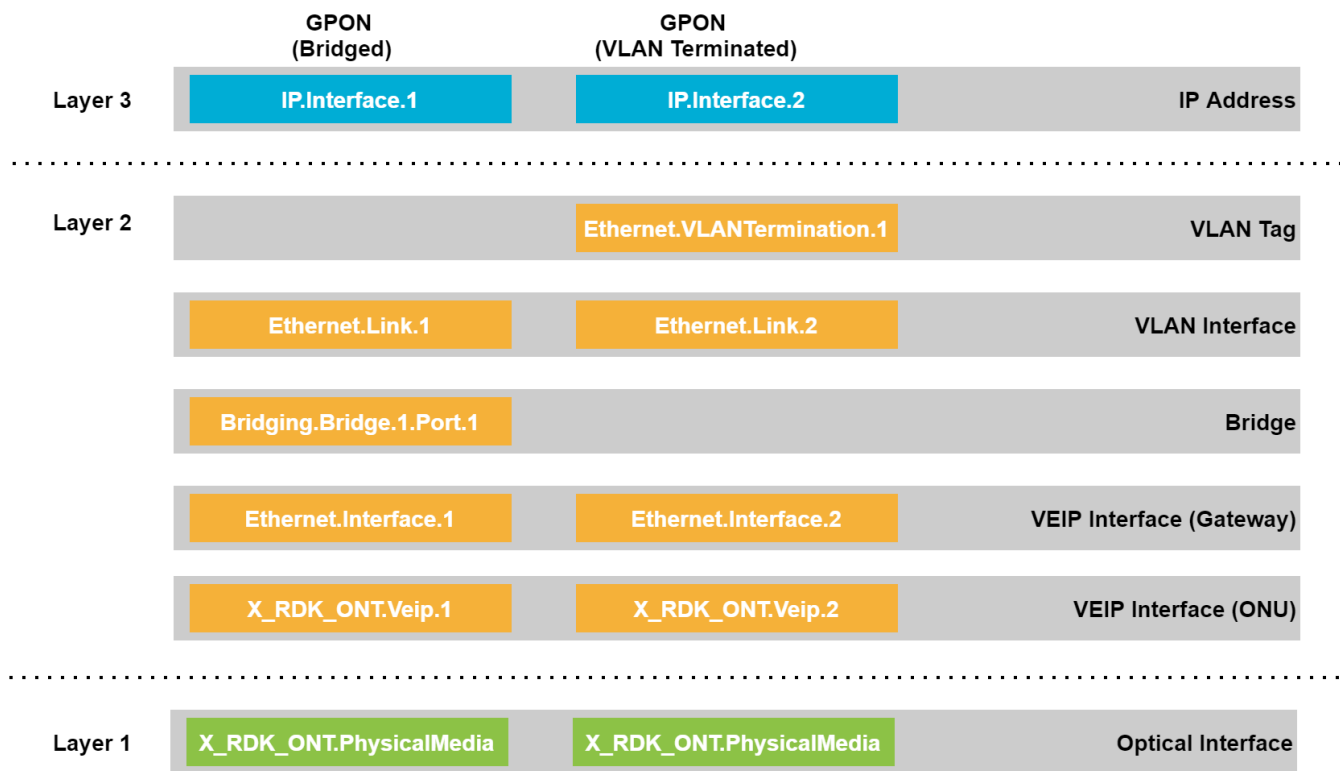 GPON
(Bridged)
GPON
(VLAN Terminated)
Layer 3
IP.Interface.1
IP.Interface.2
IP Address
Layer 2
Ethernet.VLANTermination.1
VLAN Tag
Ethernet.Link.1
Ethernet.Link.2
VLAN Interface
Bridging.Bridge.1.Port.1
Bridge
Ethernet.Interface.1
Ethernet.Interface.2
VEIP Interface (Gateway)
X_RDK_ONT.Veip.1
X_RDK_ONT.Veip.2
VEIP Interface (ONU)
Layer 1
X_RDK_ONT.PhysicalMedia
X_RDK_ONT.PhysicalMedia
Optical Interface